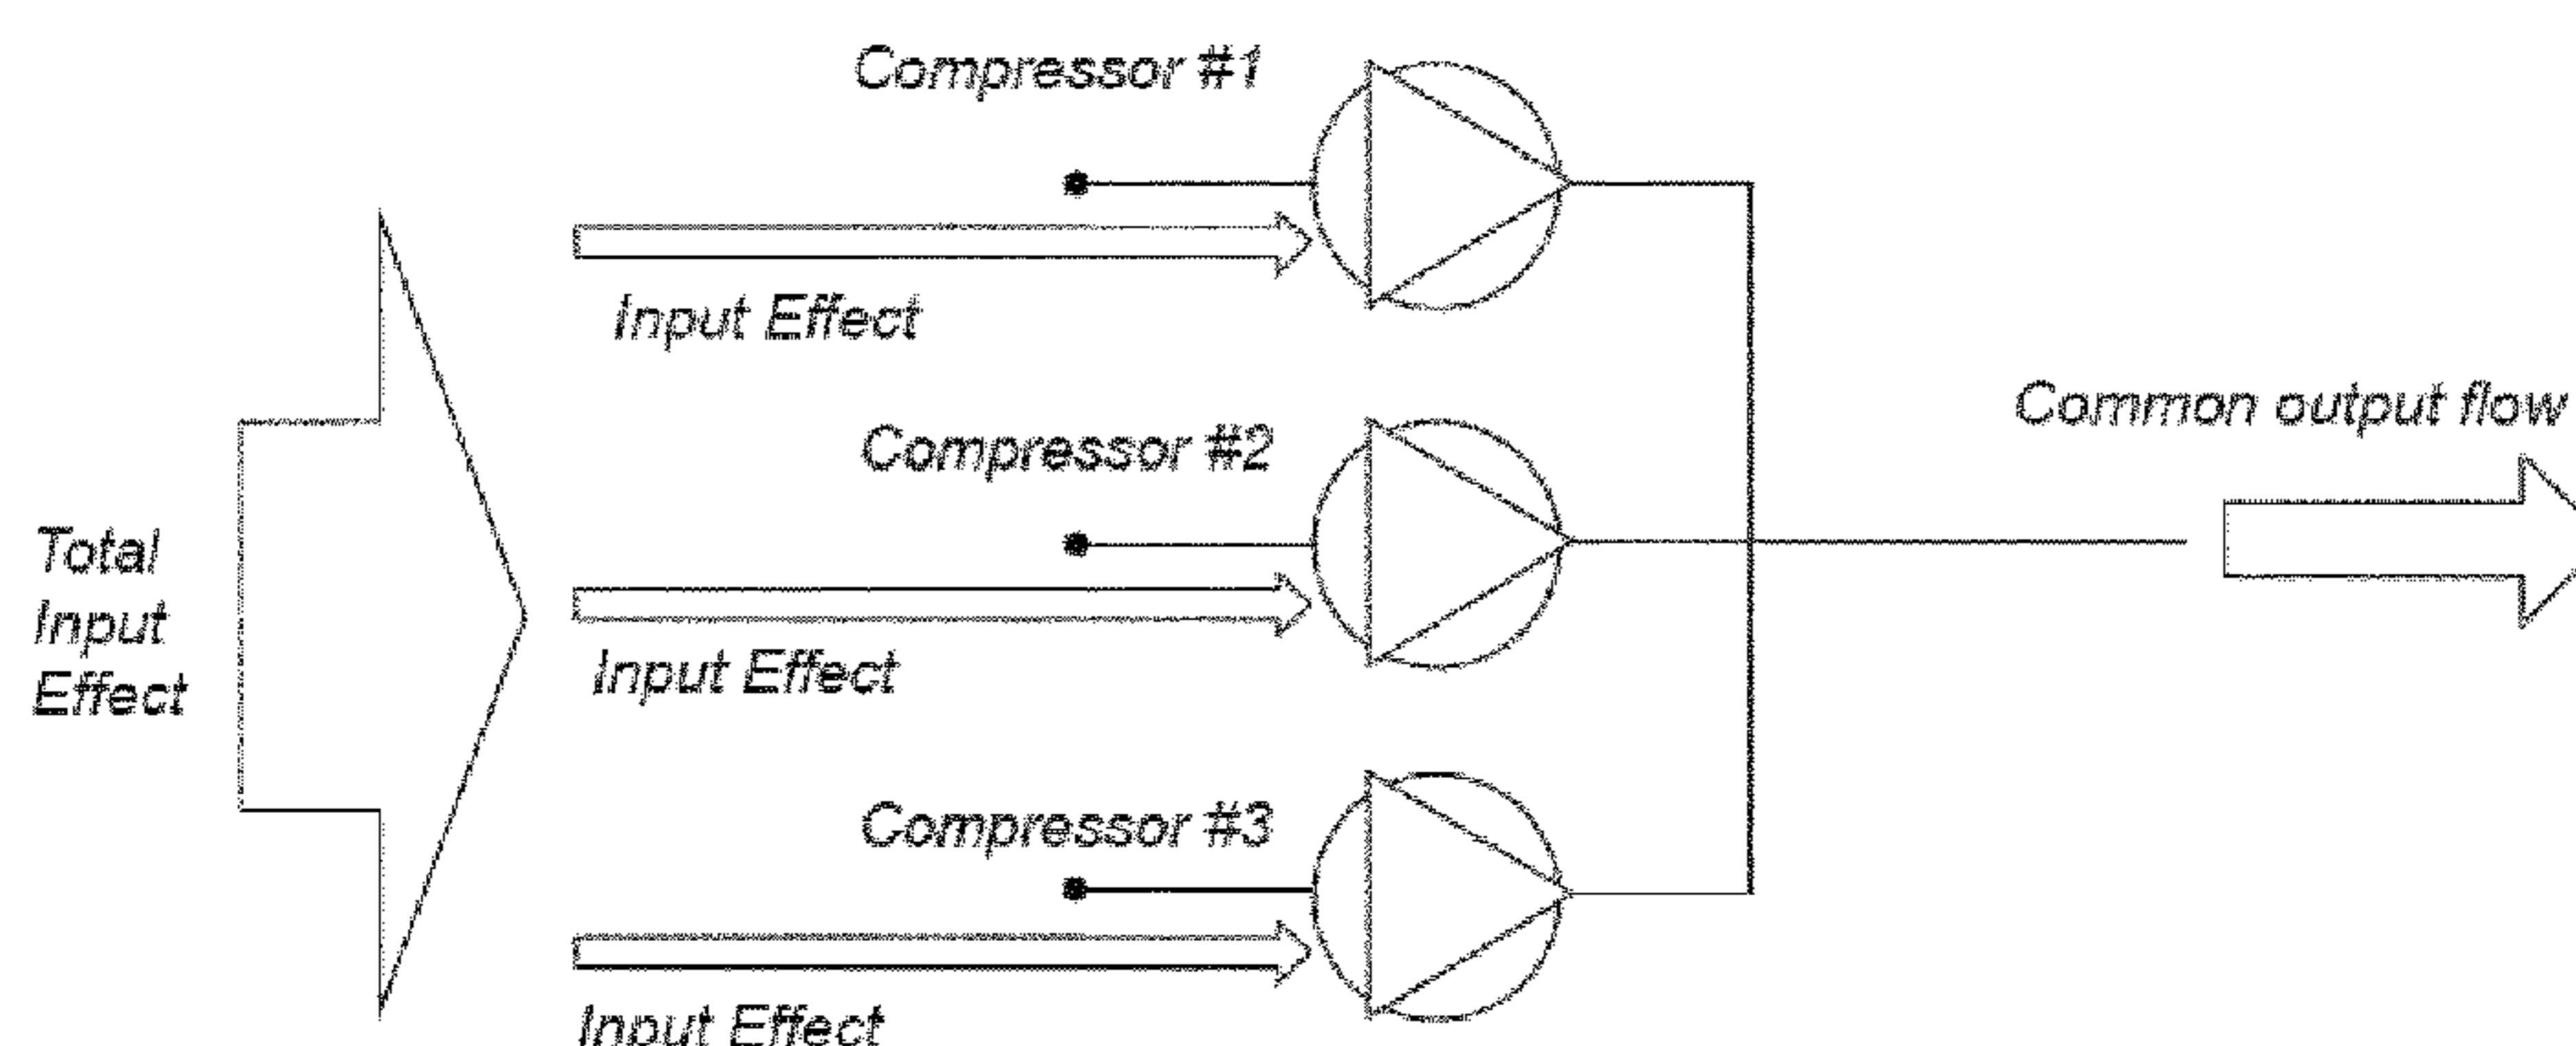 Compressor #1
Input Effect
Common output flow
Compressor #2
Total
Input
Effect
Input Effect
Compressor #3
Input Effect